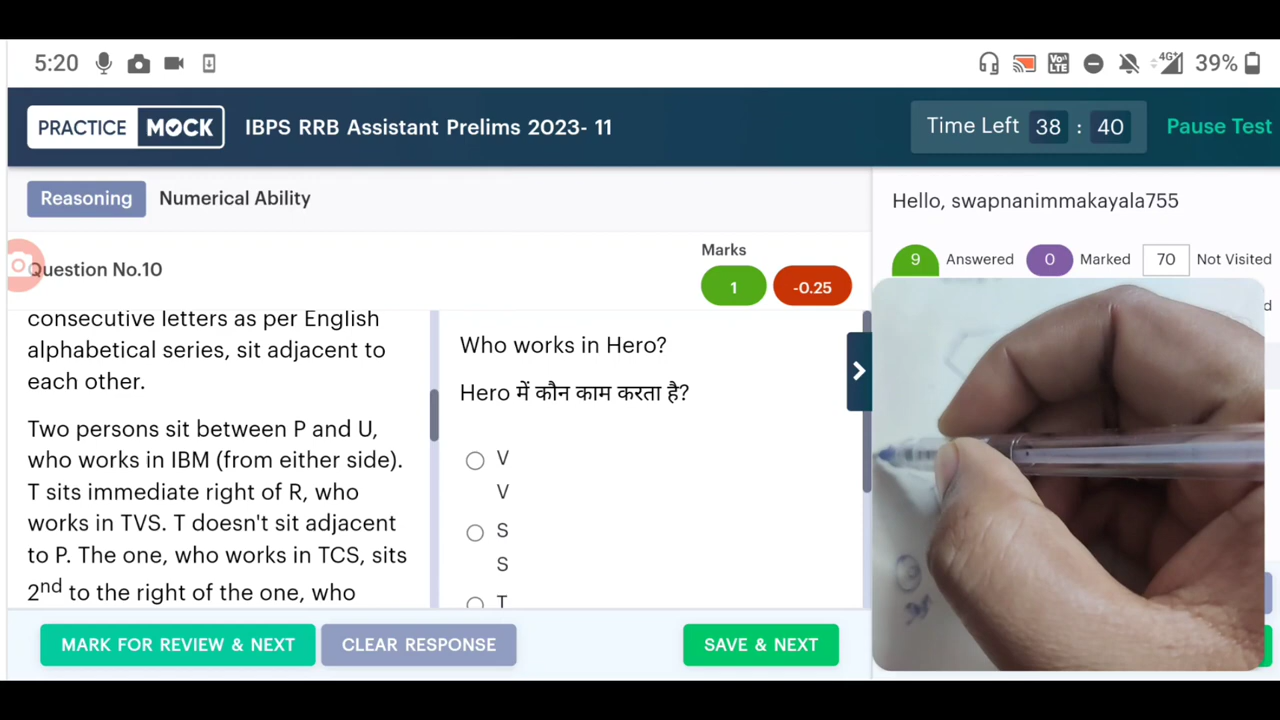 5:20
Vo)) LTE
4G+
39%
PRACTICE MOCK
IBPS RRB Assistant Prelims 2023- 11
Time Left 38 : 40
Pause Test
Reasoning
Numerical Ability
Hello, swapnanimmakayala755
Question No.10
Marks
1
-0.25
9 Answered
0 Marked
70 Not Visited
consecutive letters as per English
alphabetical series, sit adjacent to
each other.
Two persons sit between P and U,
who works in IBM (from either side).
T sits immediate right of R, who
works in TVS. T doesn't sit adjacent
to P. The one, who works in TCS, sits
2nd to the right of the one, who
Who works in Hero?
Hero में कौन काम करता है?
V
V
S
S
T
MARK FOR REVIEW & NEXT
CLEAR RESPONSE
SAVE & NEXT